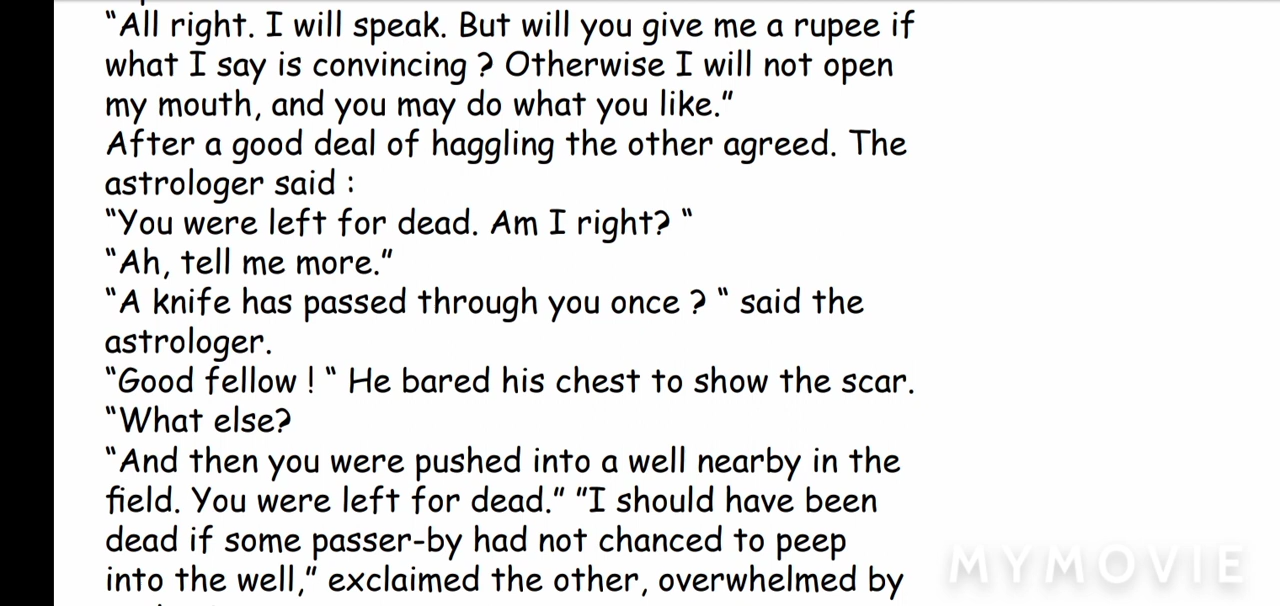 "All right. I will speak. But will you give me a rupee if
what I say is convincing ? Otherwise I will not open
my mouth, and you may do what you like."
After a good deal of haggling the other agreed. The
astrologer said :
"You were left for dead. Am I right? "
"Ah, tell me more."
"A knife has passed through you once ? " said the
astrologer.
"Good fellow ! " He bared his chest to show the scar.
"What else?
"And then you were pushed into a well nearby in the
field. You were left for dead." "I should have been
dead if some passer-by had not chanced to peep
into the well," exclaimed the other, overwhelmed by
MYMOVIE